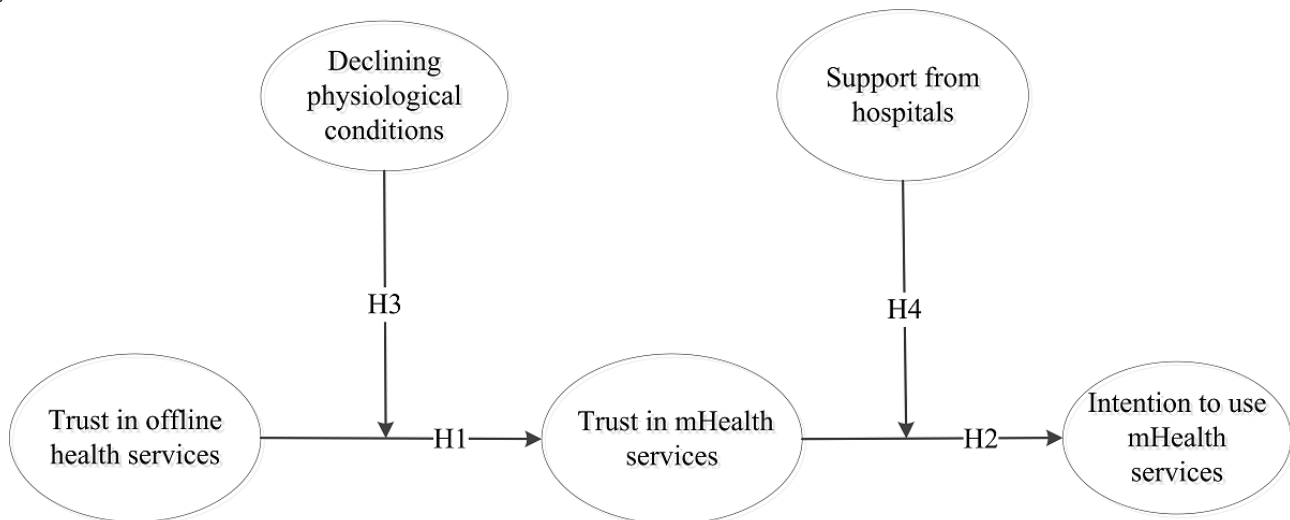 Declining
physiological
conditions
Support from
hospitals
H3
H4
Trust in offline
health services
H1
Trust in mHealth
services
H2
Intention to use
mHealth
services